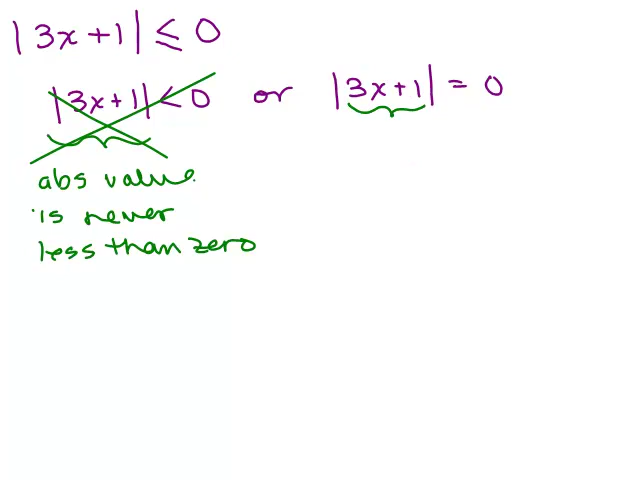 |3x+1| ≤ 0
|3x+1| < 0 or |3x+1| = 0
abs value
is never
less than zero